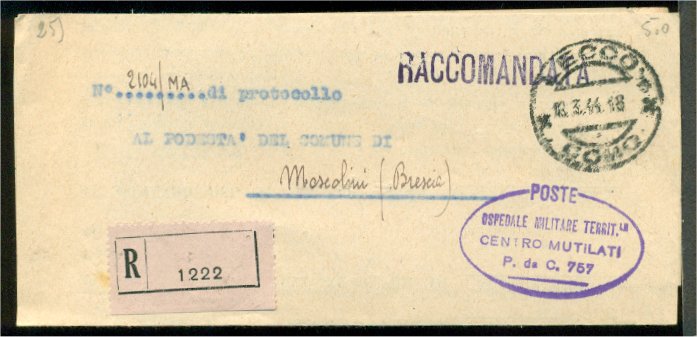 25)
5.0
RACCOMANDATA
LECCO
18.3.44.18
COMO
Nº..........di protocollo
2104/MA
AL PODESTA' DEL COMUNE DI
(Brescia)
POSTE
OSPEDALE MILITARE TERRIT.LE
CENTRO MUTILATI
P. da C. 757
R
1222